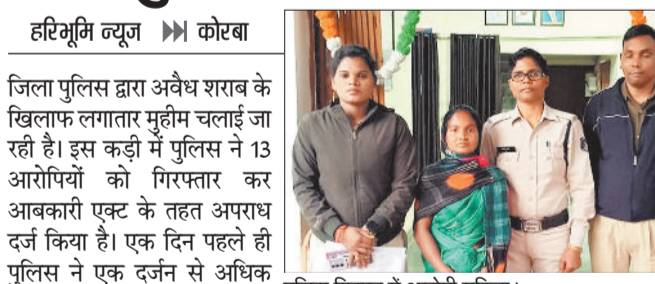 हरिभूमि न्यूज ▶▶ कोरबा
जिला पुलिस द्वारा अवैध शराब के
खिलाफ लगातार मुहीम चलाई जा
रही है। इस कड़ी में पुलिस ने 13
आरोपियों को गिरफ्तार कर
आबकारी एक्ट के तहत अपराध
दर्ज किया है। एक दिन पहले ही
पुलिस ने एक दर्जन से अधिक